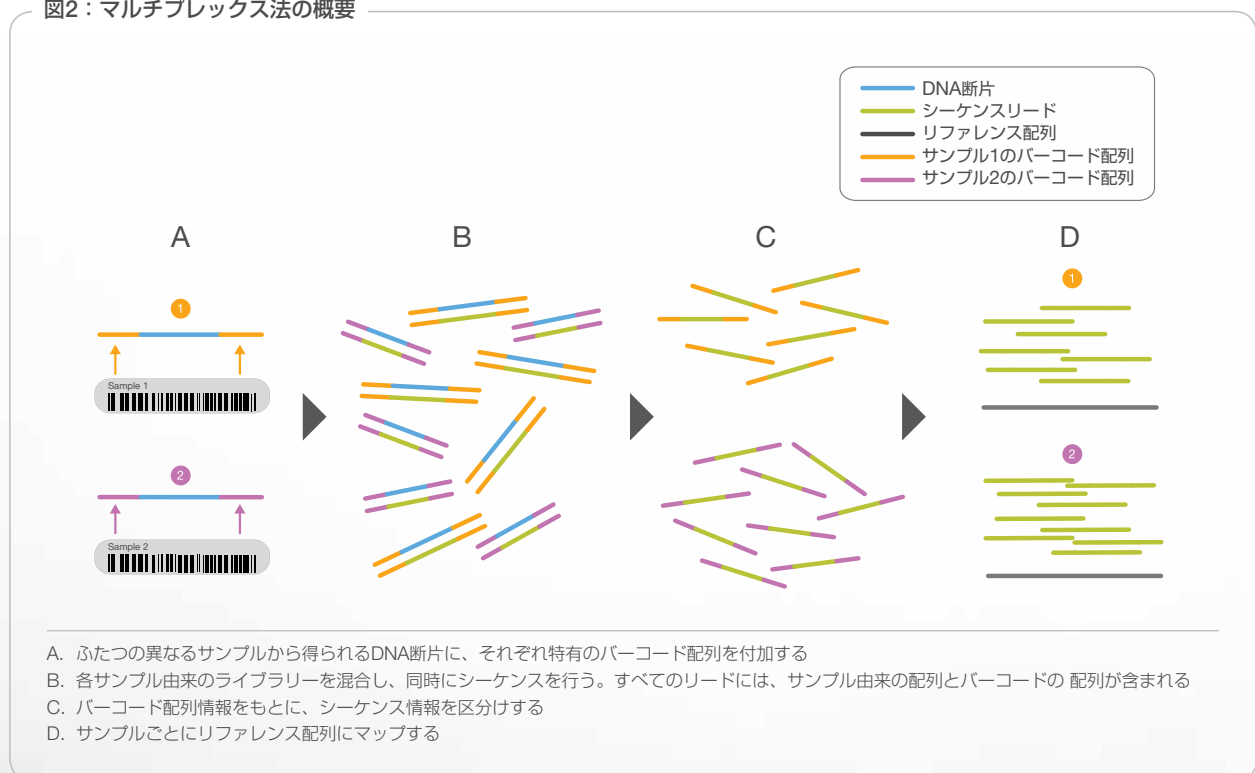 図2：マルチプレックス法の概要
DNA断片
シーケンスリード
リファレンス配列
サンプル1のバーコード配列
サンプル2のバーコード配列
A
B
C
D
1
Sample 1
2
Sample 2
1
2
A. ふたつの異なるサンプルから得られるDNA断片に、それぞれ特有のバーコード配列を付加する
B. 各サンプル由来のライブラリーを混合し、同時にシーケンスを行う。すべてのリードには、サンプル由来の配列とバーコードの 配列が含まれる
C. バーコード配列情報をもとに、シーケンス情報を区分けする
D. サンプルごとにリファレンス配列にマップする